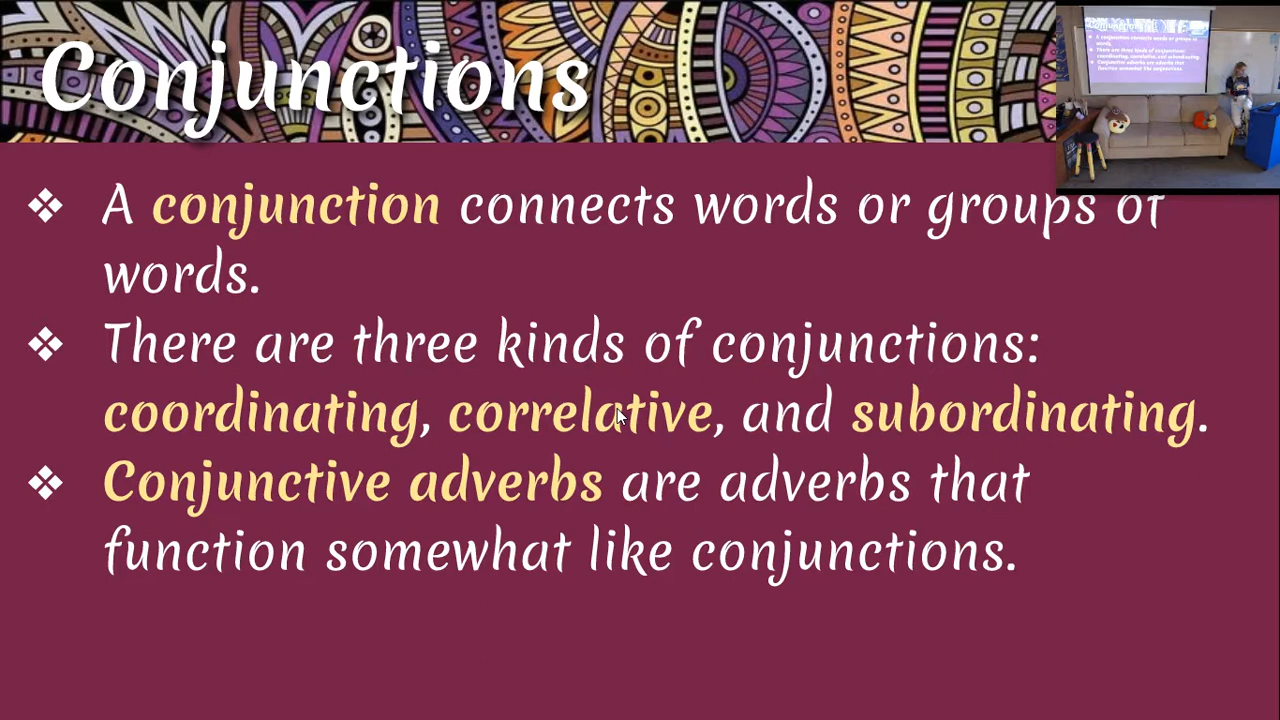 Conjunctions
❖ A conjunction connects words or groups of
words.
❖ There are three kinds of conjunctions:
coordinating, correlative, and subordinating.
❖ Conjunctive adverbs are adverbs that
function somewhat like conjunctions.